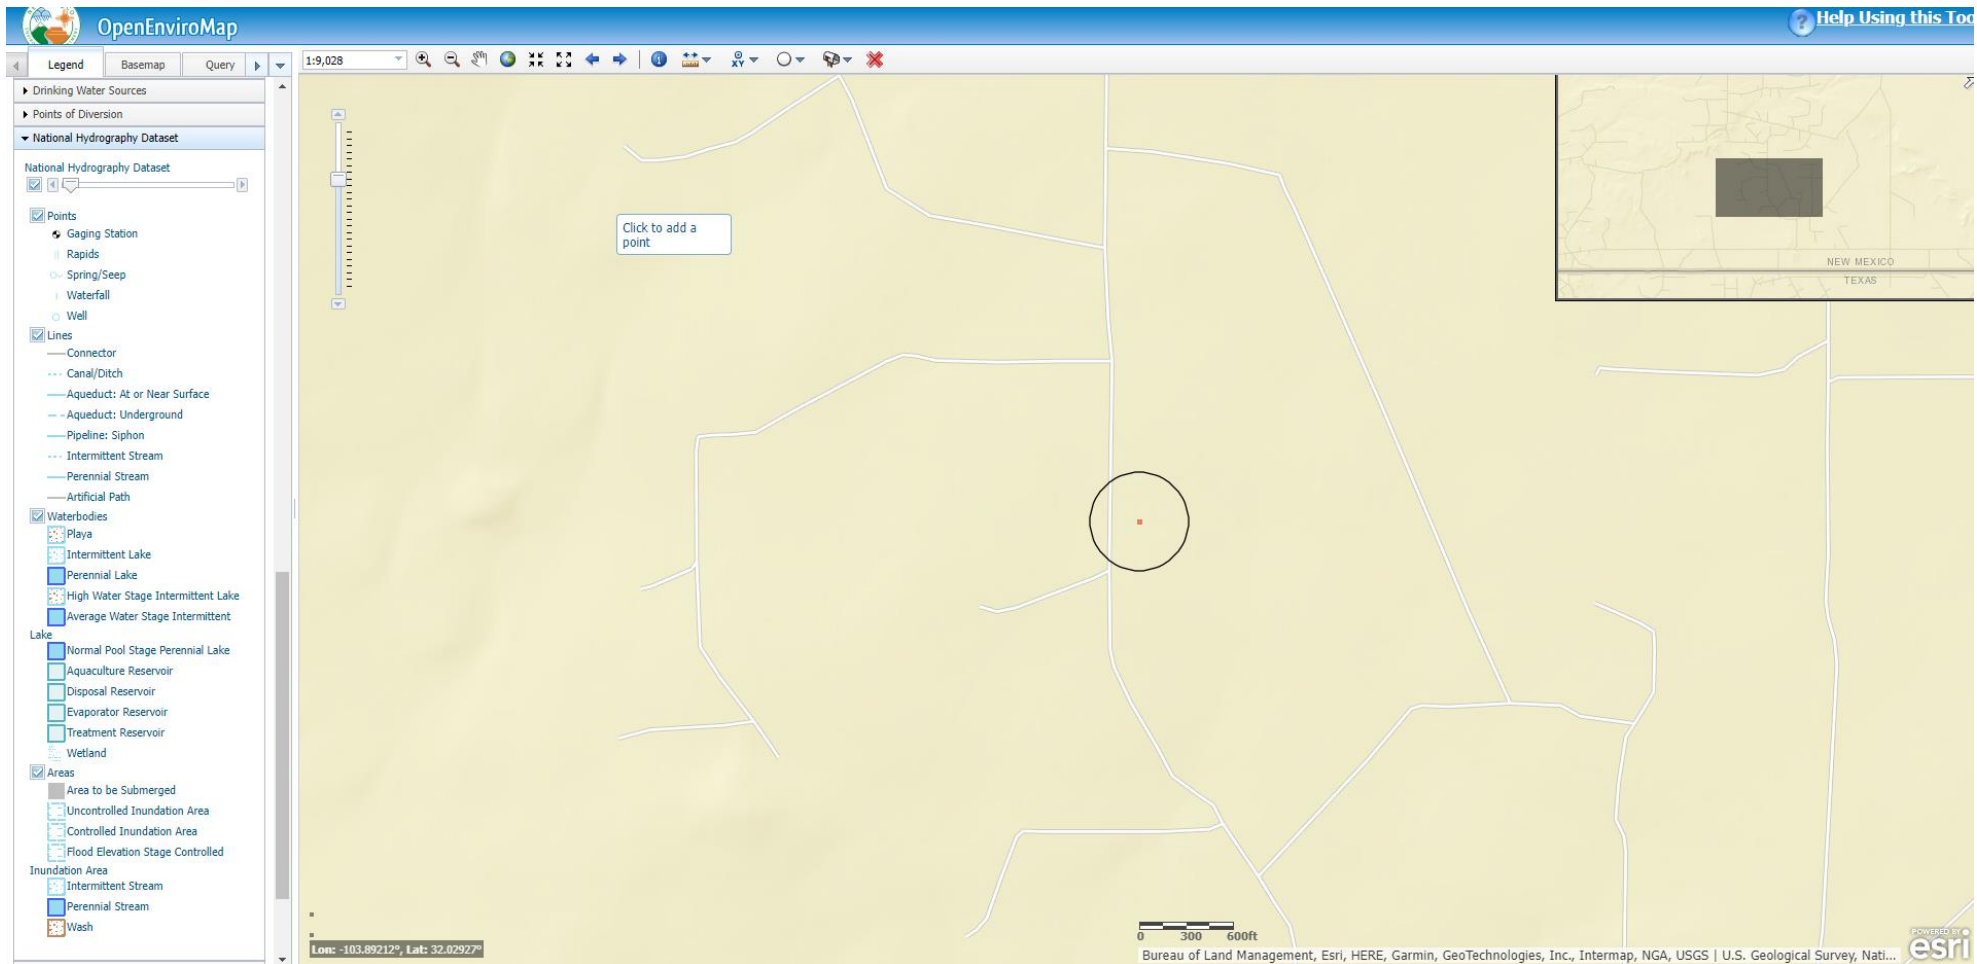 OpenEnviroMap
Help Using this Too
Legend
Basemap
Query
1:9,028
Drinking Water Sources
Points of Diversion
National Hydrography Dataset
National Hydrography Dataset
Points
Gaging Station
Rapids
Spring/Seep
Waterfall
Well
Lines
Connector
Canal/Ditch
Aqueduct: At or Near Surface
Aqueduct: Underground
Pipeline: Siphon
Intermittent Stream
Perennial Stream
Artificial Path
Waterbodies
Playa
Intermittent Lake
Perennial Lake
High Water Stage Intermittent Lake
Average Water Stage Intermittent
Lake
Normal Pool Stage Perennial Lake
Aquaculture Reservoir
Disposal Reservoir
Evaporator Reservoir
Treatment Reservoir
Wetland
Areas
Area to be Submerged
Uncontrolled Inundation Area
Controlled Inundation Area
Flood Elevation Stage Controlled
Inundation Area
Intermittent Stream
Perennial Stream
Wash
XY
Click to add a
point
NEW MEXICO
TEXAS
0 300 600ft
Lon: -103.89212°, Lat: 32.02927°
Bureau of Land Management, Esri, HERE, Garmin, GeoTechnologies, Inc., Intermap, NGA, USGS | U.S. Geological Survey, Nati...
POWERED BY
esri